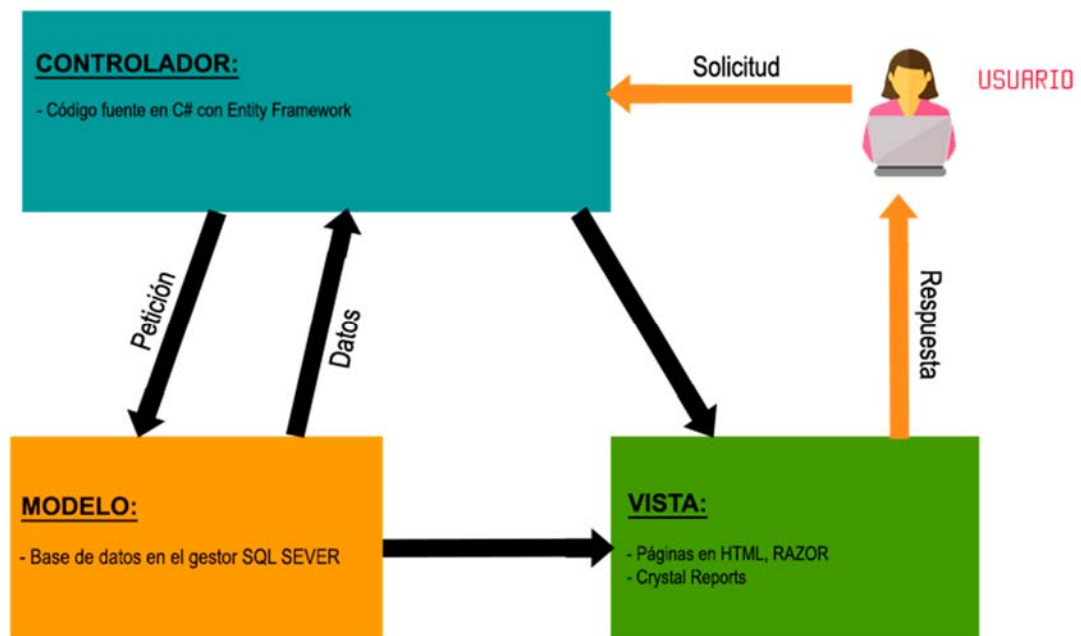 CONTROLADOR:
- Código fuente en C# con Entity Framework
Solicitud
USUARIO
Petición
Datos
Respuesta
MODELO:
- Base de datos en el gestor SQL SEVER
VISTA:
- Páginas en HTML, RAZOR
- Crystal Reports